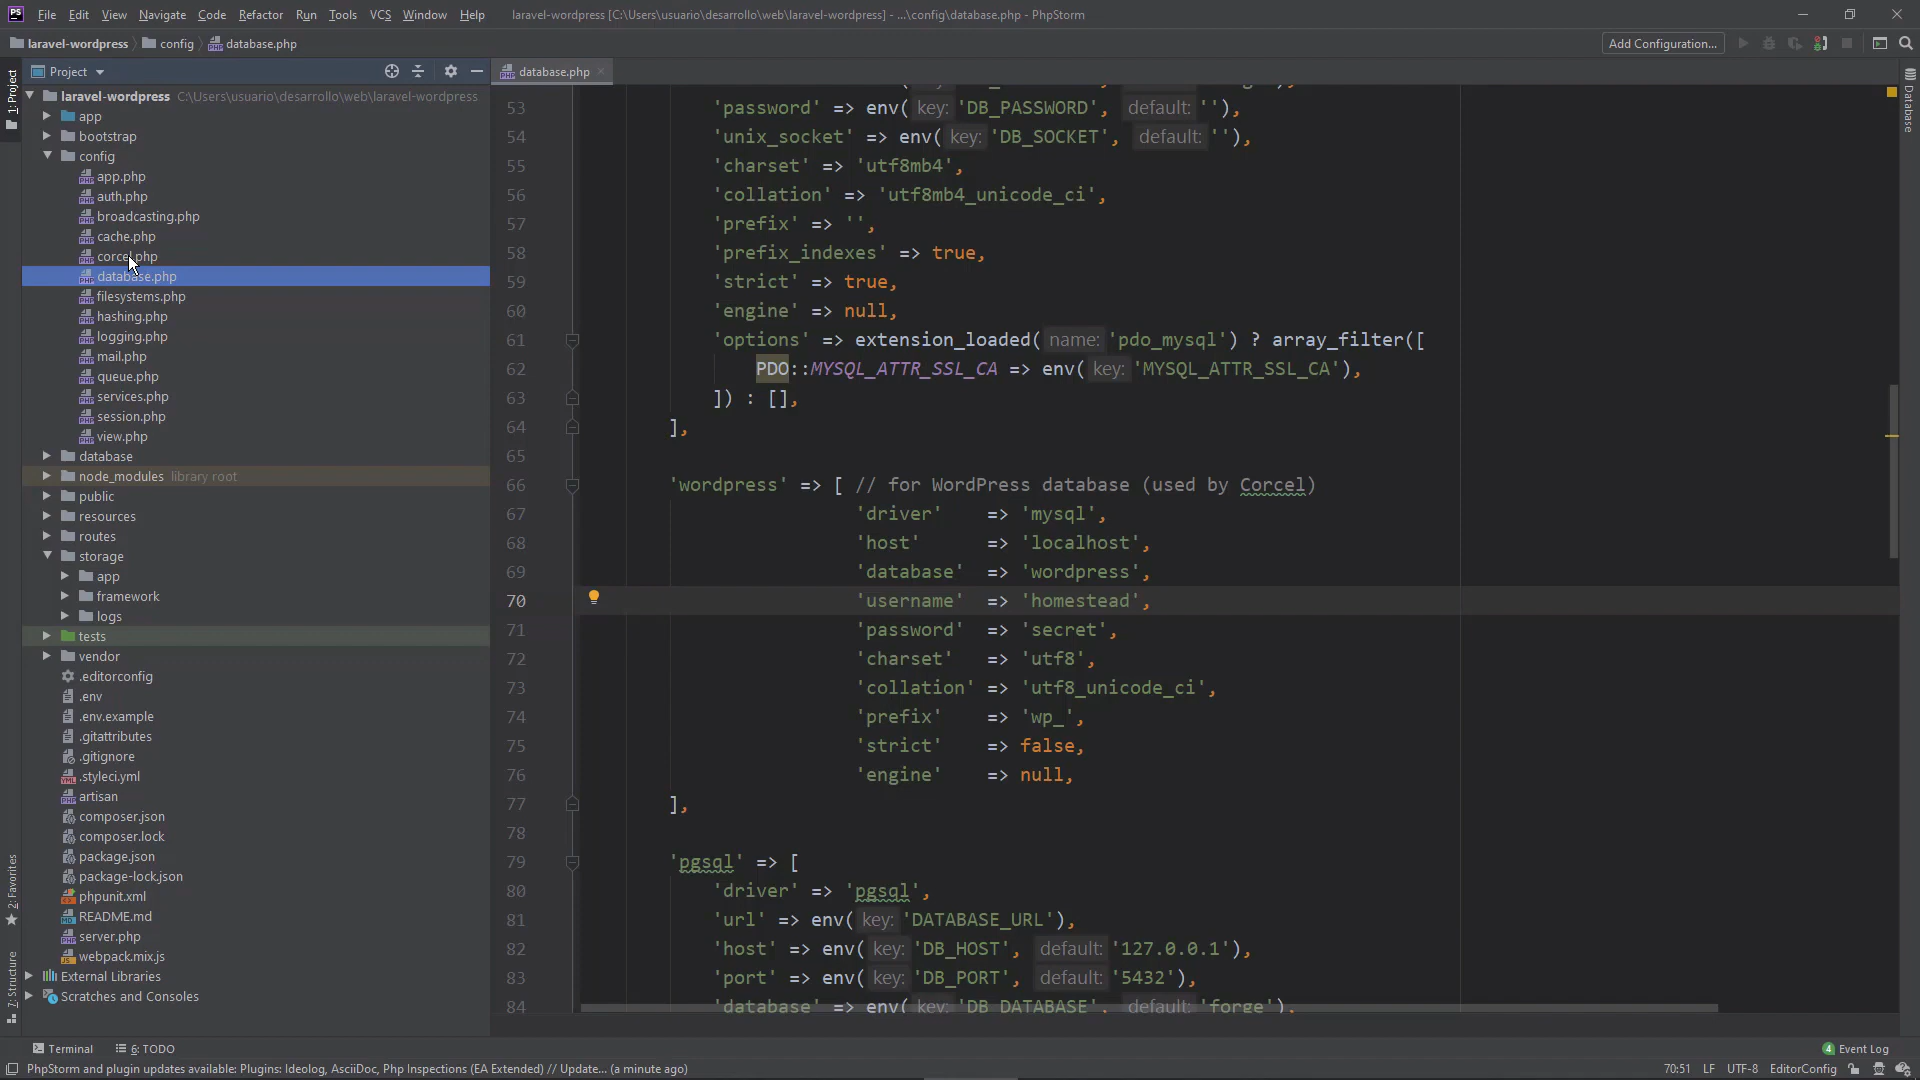 File Edit View Navigate Code Refactor Run Tools VCS Window Help laravel-wordpress [C:\Users\usuario\desarrollo\web\laravel-wordpress] - ...\config\database.php - PhpStorm
laravel-wordpress config database.php Add Configuration...
Project database.php
1: Project
Database
2: Favorites
7: Structure
laravel-wordpress C:\Users\usuario\desarrollo\web\laravel-wordpress
app
bootstrap
config
app.php
auth.php
broadcasting.php
cache.php
corcel.php
database.php
filesystems.php
hashing.php
logging.php
mail.php
queue.php
services.php
session.php
view.php
database
node_modules library root
public
resources
routes
storage
app
framework
logs
tests
vendor
.editorconfig
.env
.env.example
.gitattributes
.gitignore
.styleci.yml
artisan
composer.json
composer.lock
package.json
package-lock.json
phpunit.xml
README.md
server.php
webpack.mix.js
External Libraries
Scratches and Consoles
53 'password' => env( key: 'DB_PASSWORD', default: ''),
54 'unix_socket' => env( key: 'DB_SOCKET', default: ''),
55 'charset' => 'utf8mb4',
56 'collation' => 'utf8mb4_unicode_ci',
57 'prefix' => '',
58 'prefix_indexes' => true,
59 'strict' => true,
60 'engine' => null,
61 'options' => extension_loaded( name: 'pdo_mysql') ? array_filter([
62 PDO::MYSQL_ATTR_SSL_CA => env( key: 'MYSQL_ATTR_SSL_CA'),
63 ]) : [],
64 ],
65
66 'wordpress' => [ // for WordPress database (used by Corcel)
67 'driver' => 'mysql',
68 'host' => 'localhost',
69 'database' => 'wordpress',
70 'username' => 'homestead',
71 'password' => 'secret',
72 'charset' => 'utf8',
73 'collation' => 'utf8_unicode_ci',
74 'prefix' => 'wp_',
75 'strict' => false,
76 'engine' => null,
77 ],
78
79 'pgsql' => [
80 'driver' => 'pgsql',
81 'url' => env( key: 'DATABASE_URL'),
82 'host' => env( key: 'DB_HOST', default: '127.0.0.1'),
83 'port' => env( key: 'DB_PORT', default: '5432'),
84 'database' => env( key: 'DB_DATABASE', default: 'forge'),
Terminal 6: TODO 4 Event Log
PhpStorm and plugin updates available: Plugins: Ideolog, AsciiDoc, Php Inspections (EA Extended) // Update... (a minute ago) 70:51 LF UTF-8 EditorConfig